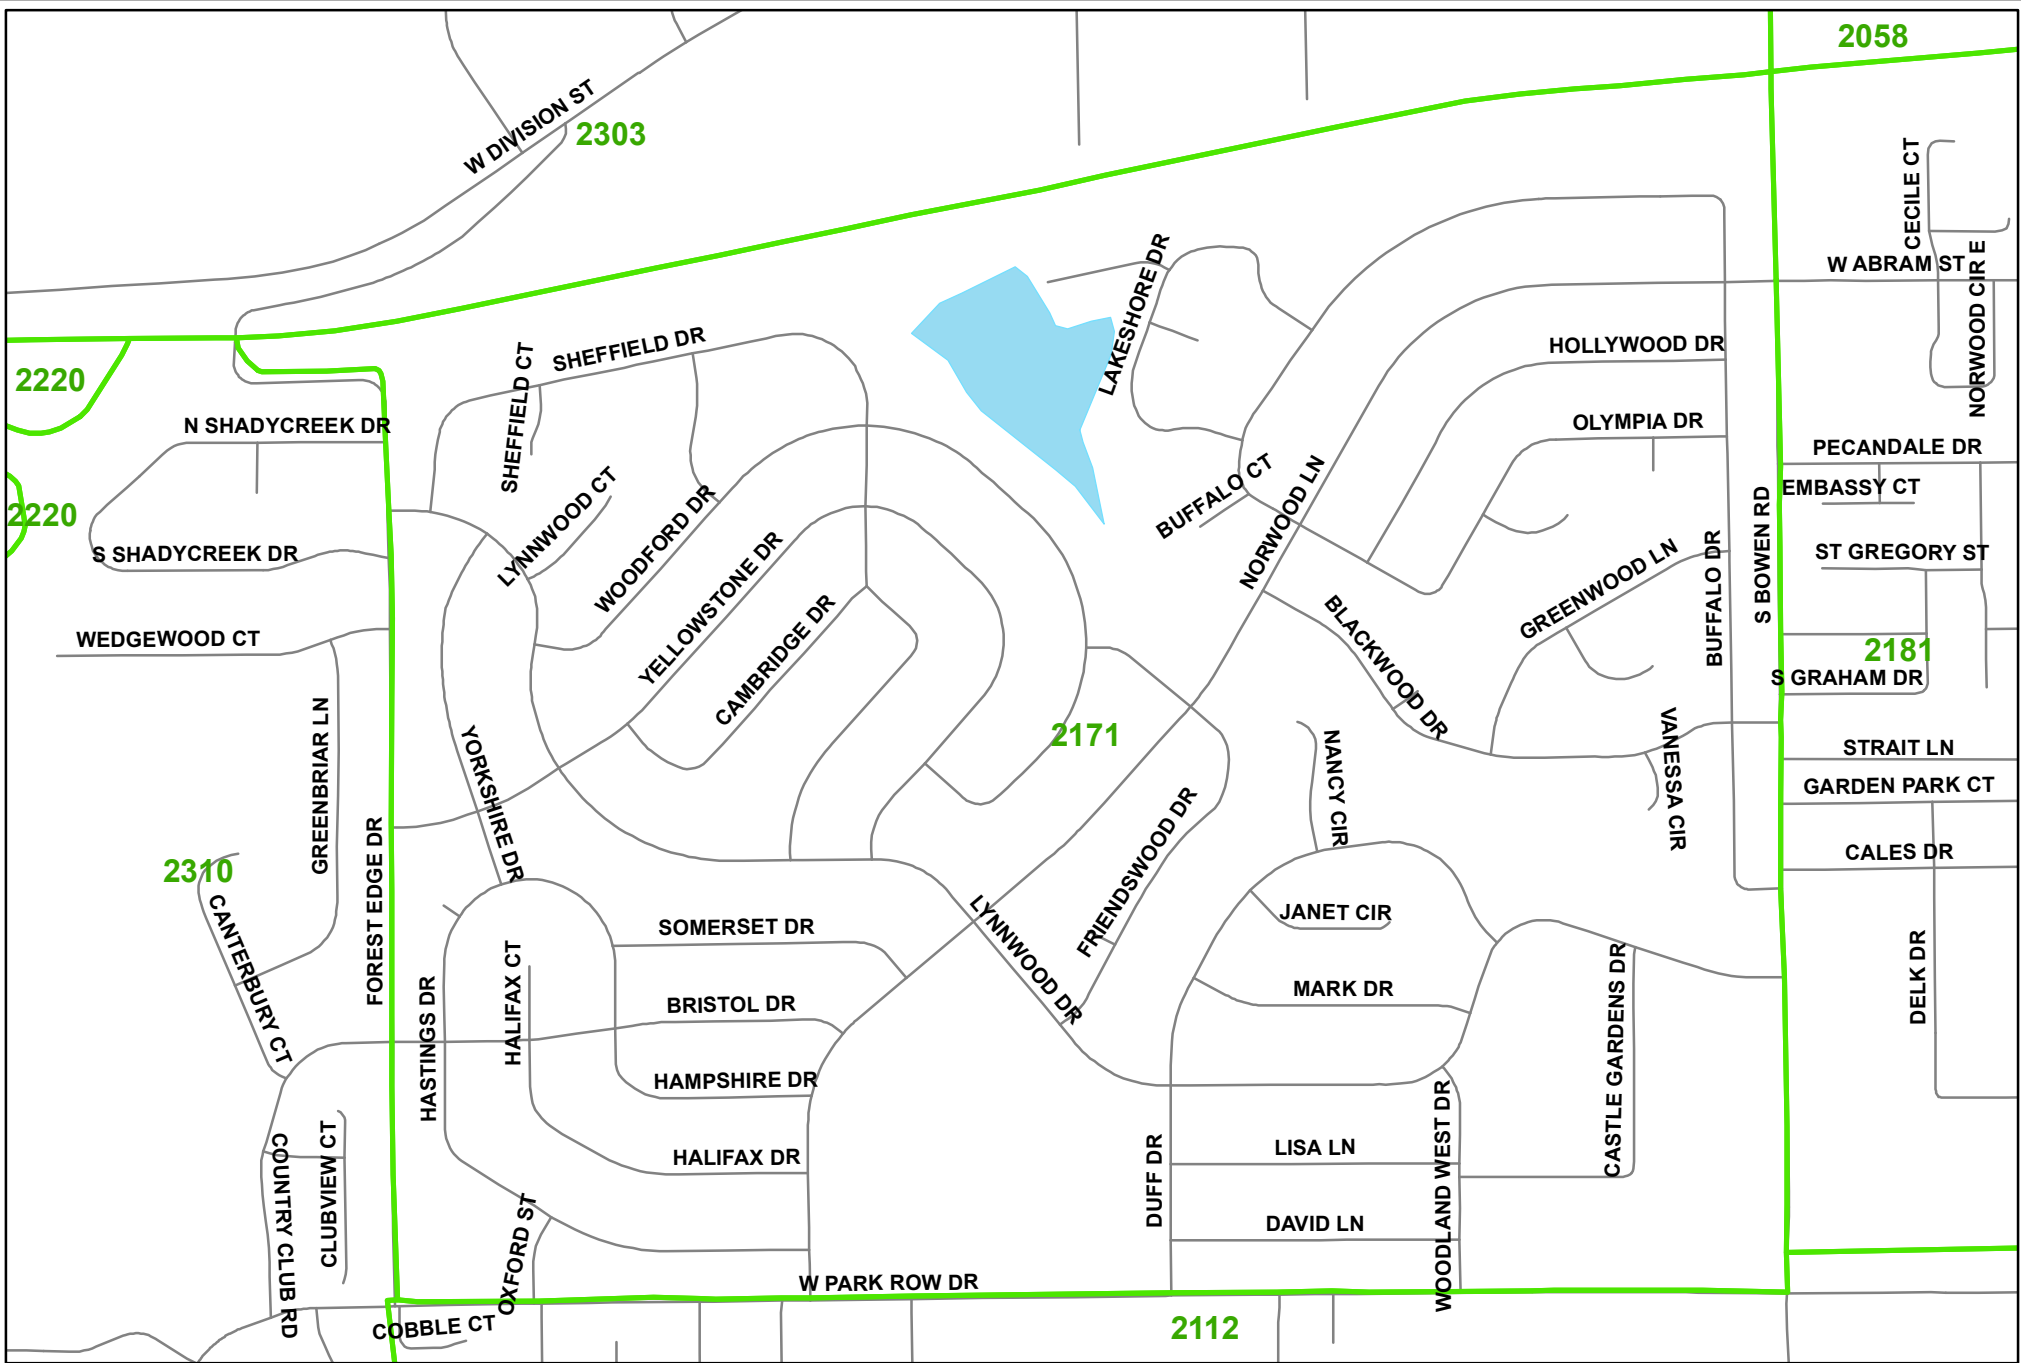 2058
W DIVISION ST
2303
CECILE CT
W ABRAM ST
NORWOOD CIR E
LAKESHORE DR
SHEFFIELD DR
SHEFFIELD CT
HOLLYWOOD DR
2220
N SHADYCREEK DR
OLYMPIA DR
PECANDALE DR
EMBASSY CT
LYNNWOOD CT
WOODFORD DR
BUFFALO CT
NORWOOD LN
S BOWEN RD
2220
S SHADYCREEK DR
YELLOWSTONE DR
ST GREGORY ST
GREENWOOD LN
BUFFALO DR
WEDGEWOOD CT
CAMBRIDGE DR
BLACKWOOD DR
2181
S GRAHAM DR
2171
GREENBRIAR LN
YORKSHIRE DR
NANCY CIR
VANESSA CIR
STRAIT LN
GARDEN PARK CT
CALES DR
2310
FOREST EDGE DR
FRIENDSWOOD DR
CANTERBURY CT
SOMERSET DR
LYNNWOOD DR
JANET CIR
HALIFAX CT
HASTINGS DR
BRISTOL DR
MARK DR
CASTLE GARDENS DR
DELK DR
HAMPSHIRE DR
HALIFAX DR
COUNTRY CLUB RD
CLUBVIEW CT
OXFORD ST
DUFF DR
LISA LN
WOODLAND WEST DR
DAVID LN
W PARK ROW DR
COBBLE CT
2112